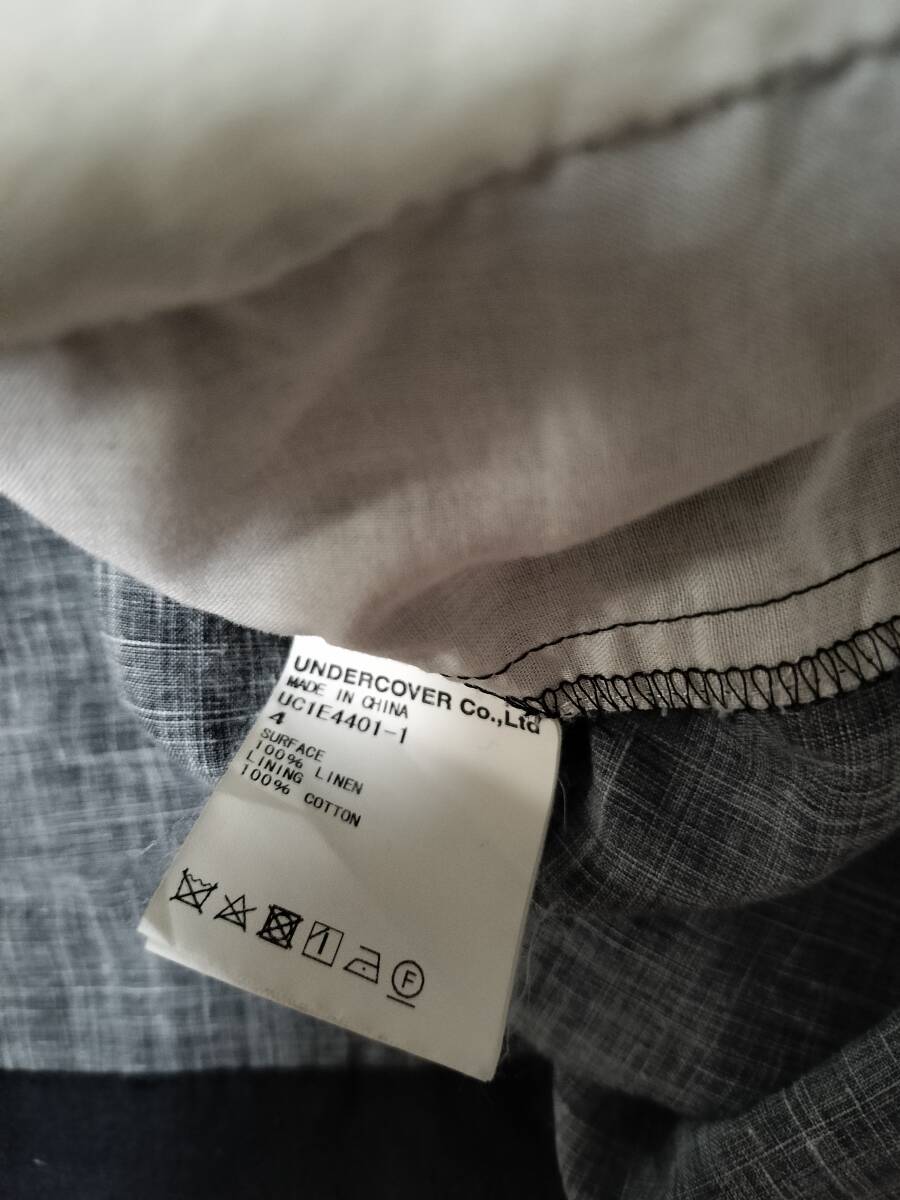 UNDERCOVER Co.,Ltd
MADE IN CHINA
UC1E4401-1
4
SURFACE
100% LINEN
LINING
100% COTTON
F